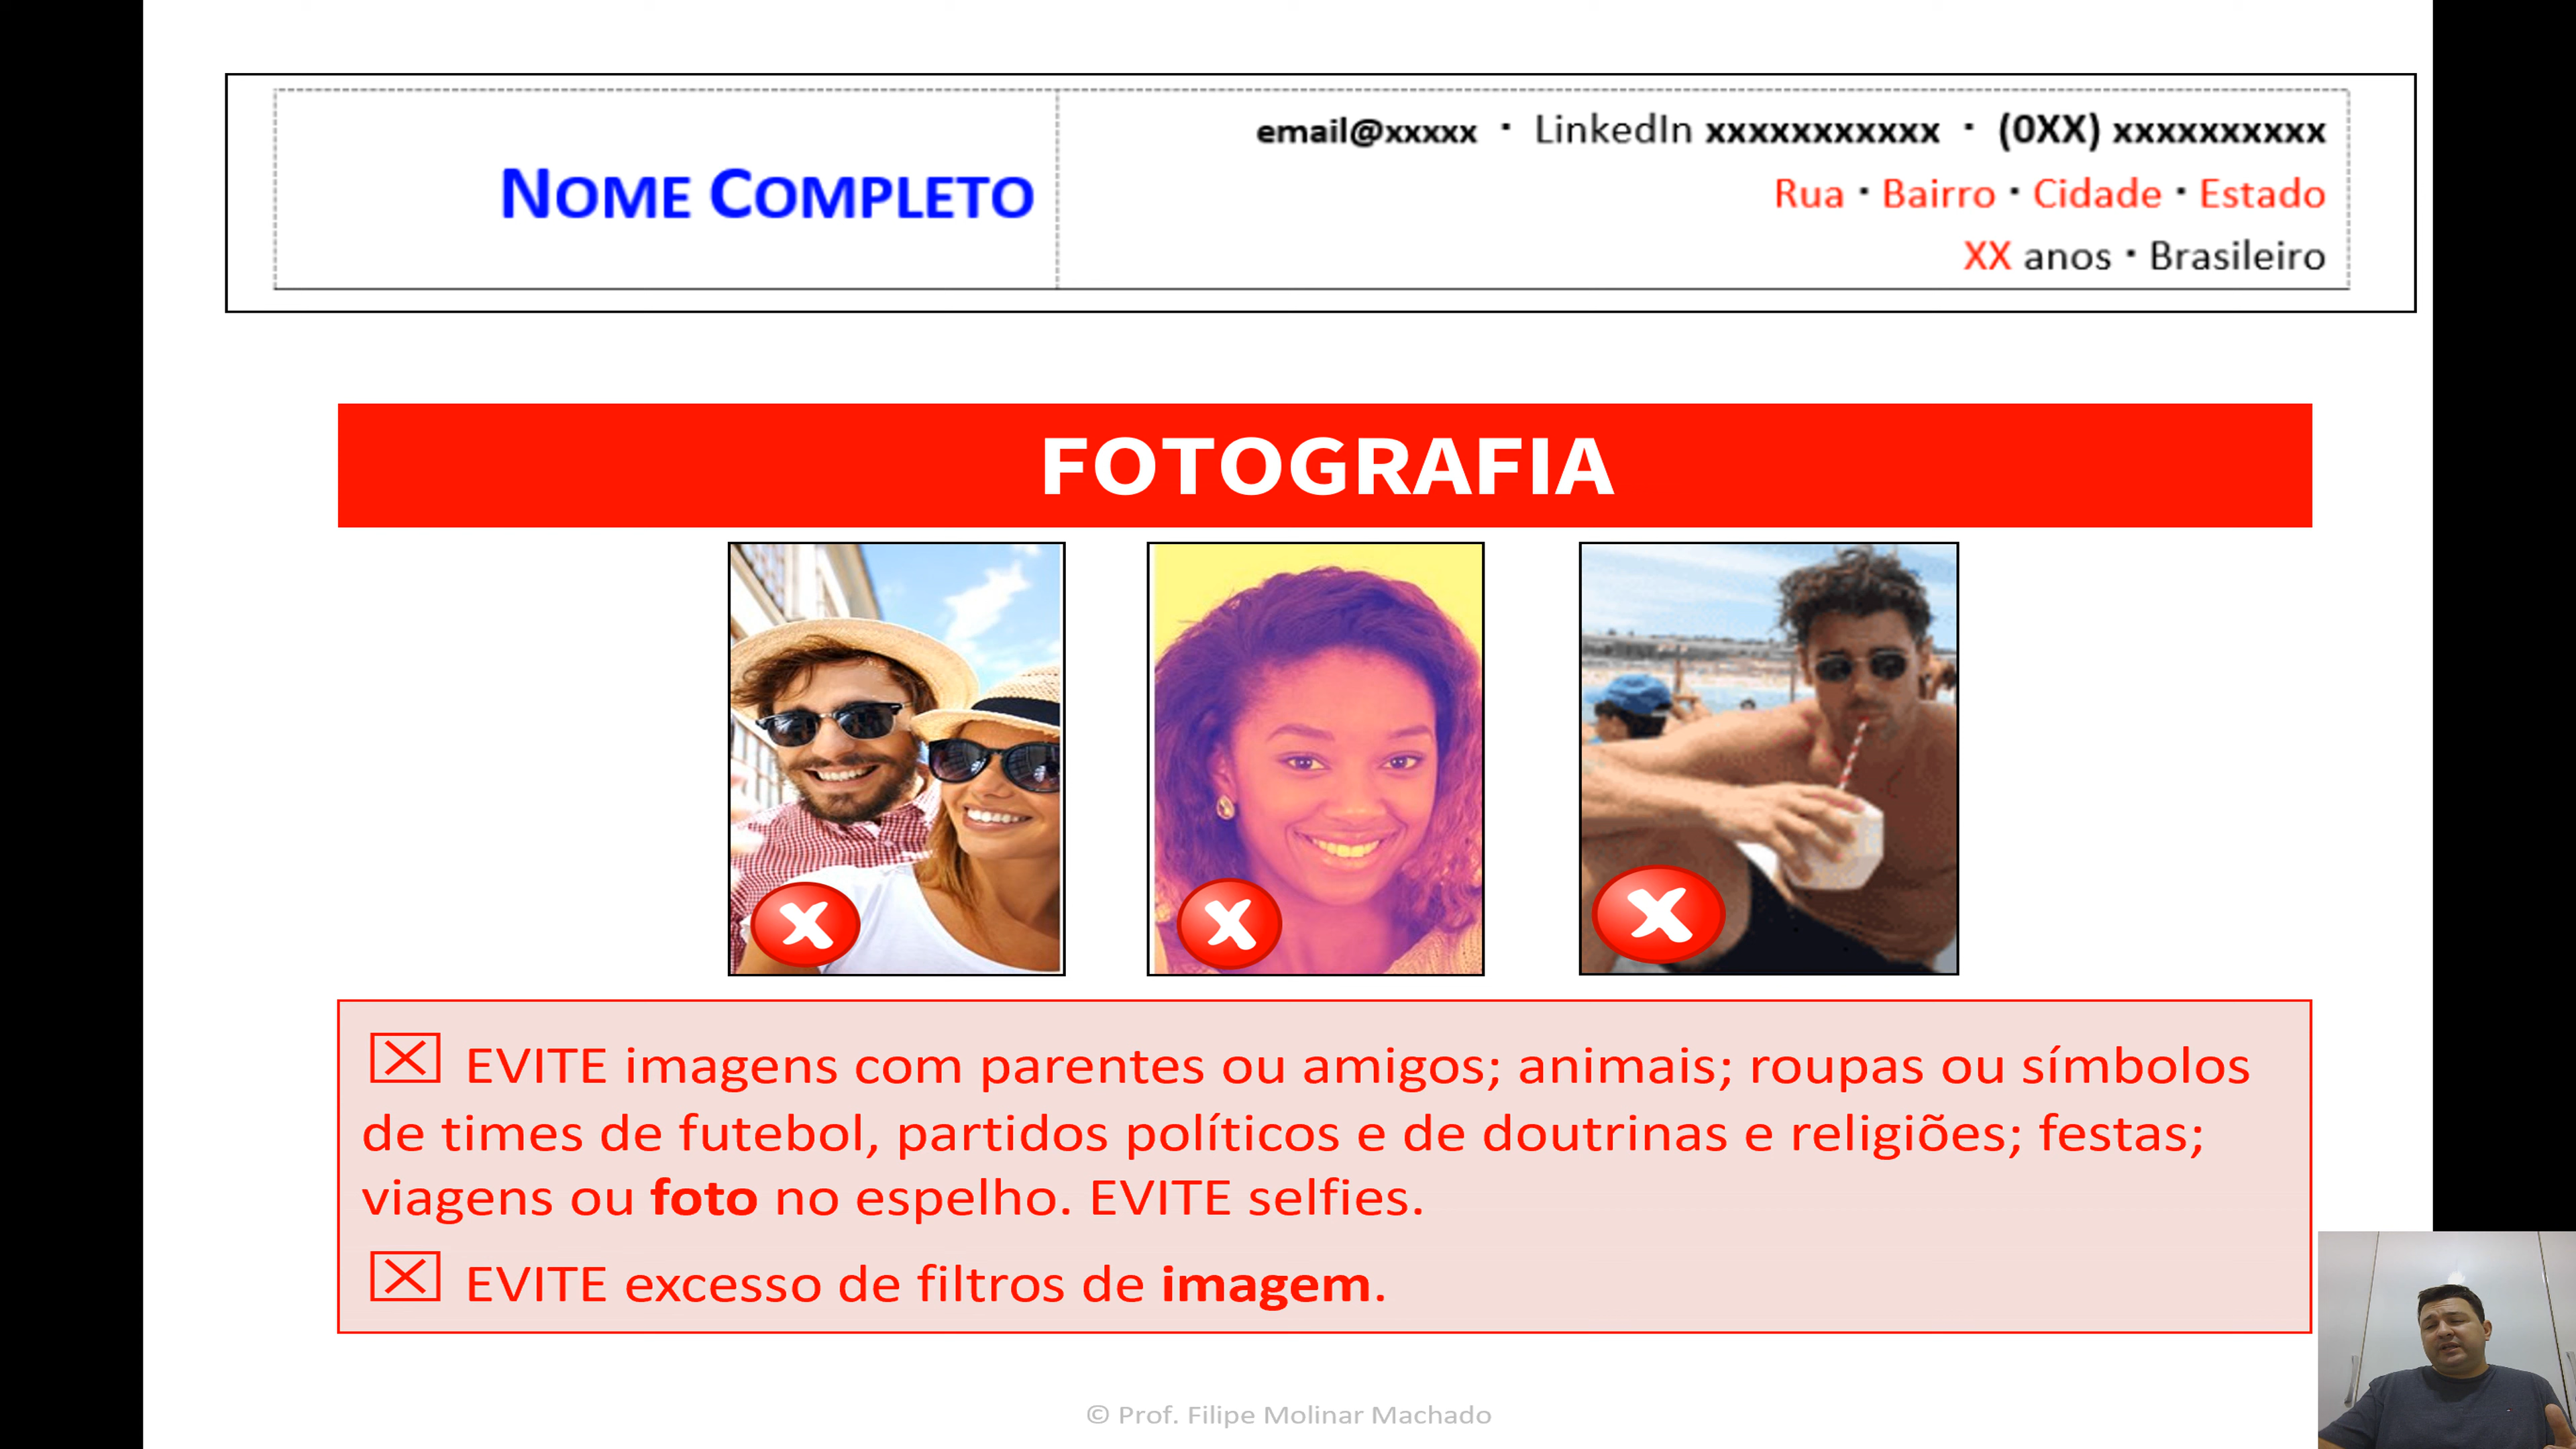 NOME COMPLETO
email@xxxxx · LinkedIn xxxxxxxxxxx · (0XX) xxxxxxxxxx
Rua · Bairro · Cidade · Estado
XX anos · Brasileiro
FOTOGRAFIA
☒ EVITE imagens com parentes ou amigos; animais; roupas ou símbolos
de times de futebol, partidos políticos e de doutrinas e religiões; festas;
viagens ou foto no espelho. EVITE selfies.
☒ EVITE excesso de filtros de imagem.
© Prof. Filipe Molinar Machado